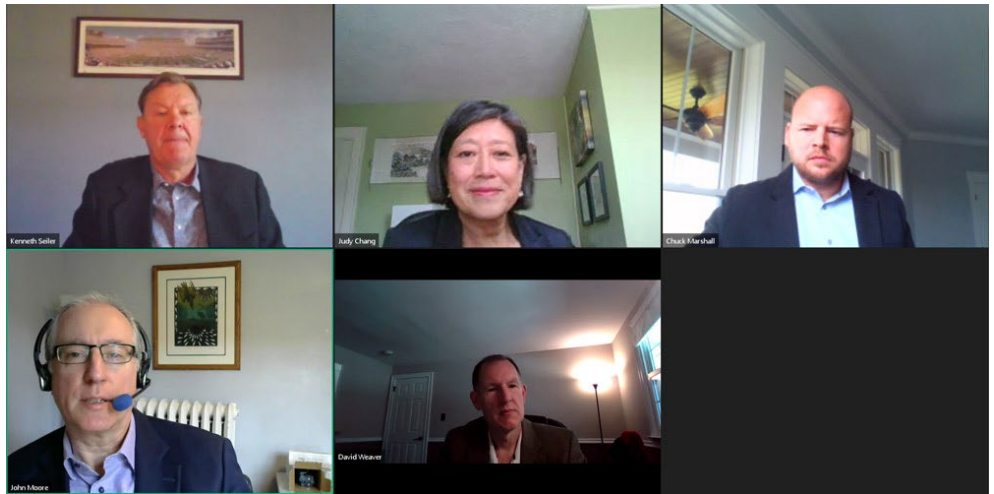 Kenneth Seiler
Judy Chang
Chuck Marshall
John Moore
David Weaver